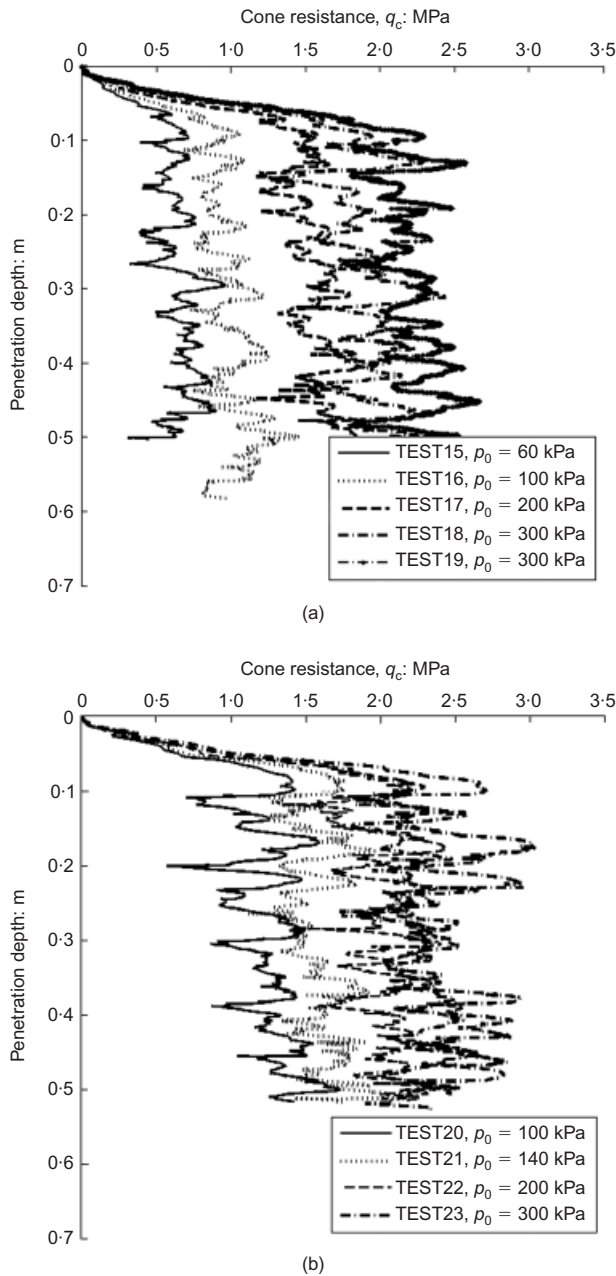 Cone resistance, qc: MPa
0 0·5 1·0 1·5 2·0 2·5 3·0 3·5
0
0·1
0·2
0·3
0·4
0·5
0·6
0·7
Penetration depth: m
TEST15, p0 = 60 kPa
TEST16, p0 = 100 kPa
TEST17, p0 = 200 kPa
TEST18, p0 = 300 kPa
TEST19, p0 = 300 kPa
(a)
Cone resistance, qc: MPa
0 0·5 1·0 1·5 2·0 2·5 3·0 3·5
0
0·1
0·2
0·3
0·4
0·5
0·6
0·7
Penetration depth: m
TEST20, p0 = 100 kPa
TEST21, p0 = 140 kPa
TEST22, p0 = 200 kPa
TEST23, p0 = 300 kPa
(b)